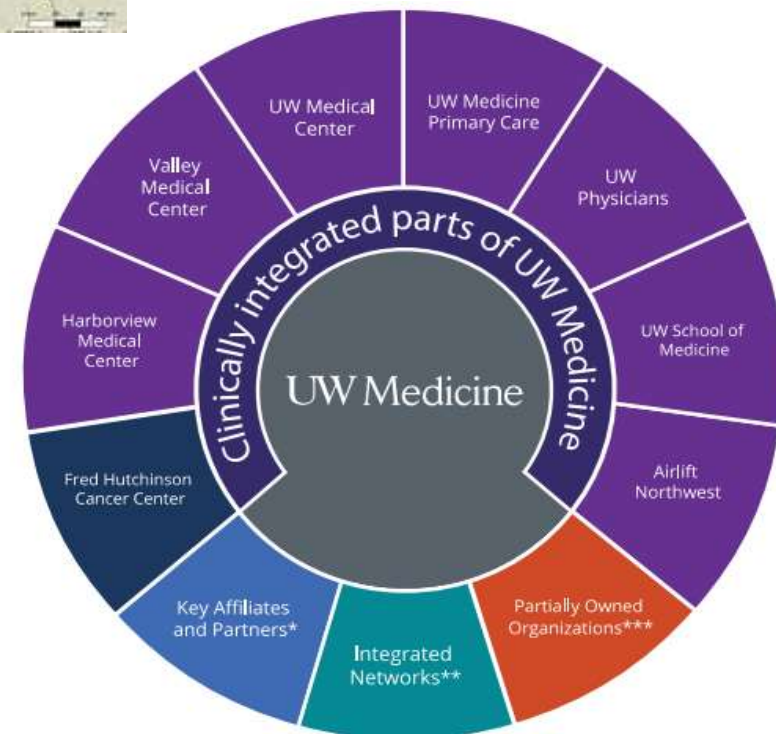 UW Medical
Center
UW Medicine
Primary Care
Valley
Medical
Center
UW
Physicians
Clinically integrated parts of UW Medicine
Harborview
Medical
Center
UW School of
Medicine
UW Medicine
Fred Hutchinson
Cancer Center
Airlift
Northwest
Key Affiliates
and Partners*
Integrated
Networks**
Partially Owned
Organizations***